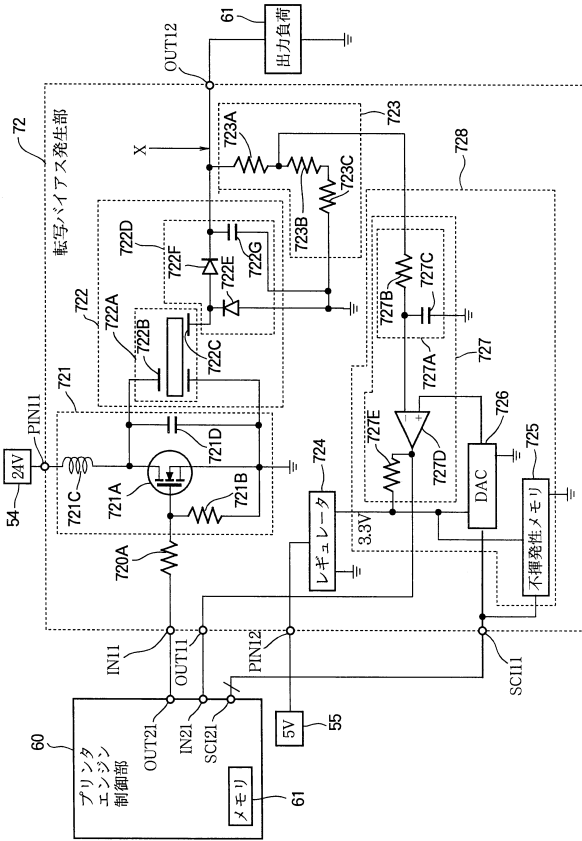 60
プリンタ
エンジン
制御部
メモリ
61
OUT21
IN21
SCI21
5V
55
IN11
OUT11
PIN12
SCI11
54
24V
PIN11
721C
721
721A
721B
721D
720A
722
722A
722B
722C
722D
722F
722E
722G
72
転写バイアス発生部
X
OUT12
61
出力負荷
723
723A
723B
723C
724
レギュレータ
3.3V
727E
727D
−
+
727B
727C
727A
727
728
DAC
726
725
不揮発性メモリ